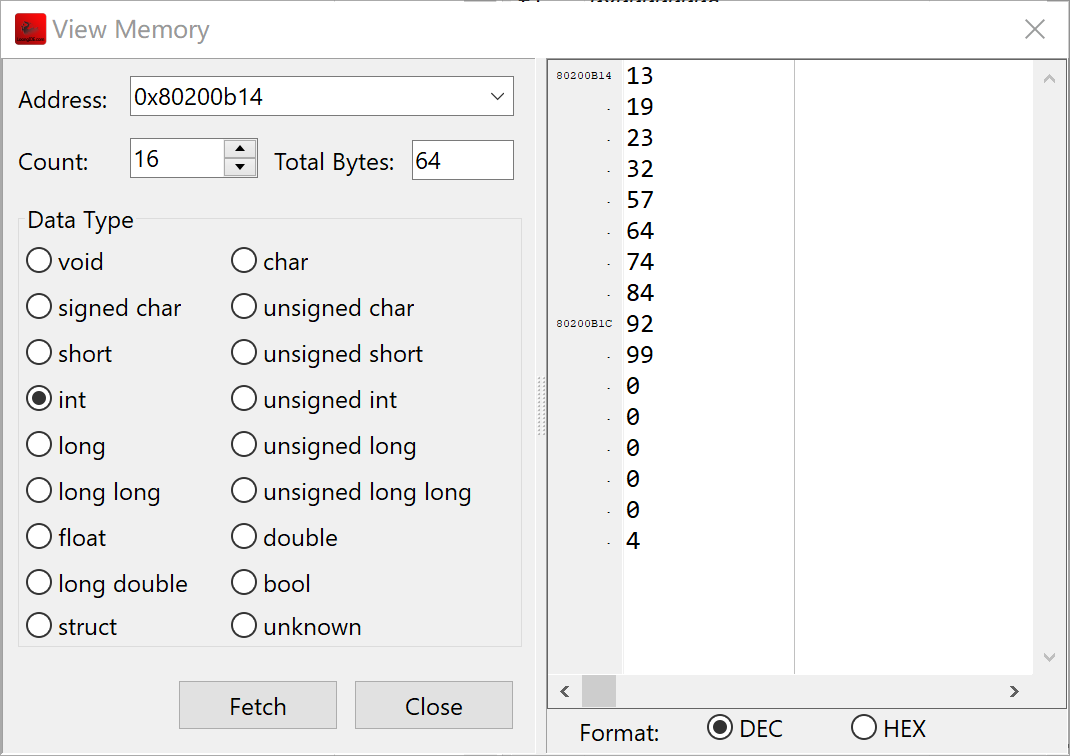 View Memory
Address: 0x80200b14
Count: 16 Total Bytes: 64
Data Type
void char
signed char unsigned char
short unsigned short
int unsigned int
long unsigned long
long long unsigned long long
float double
long double bool
struct unknown
Fetch Close
80200B14 13
. 19
. 23
. 32
. 57
. 64
. 74
. 84
80200B1C 92
. 99
. 0
. 0
. 0
. 0
. 0
. 4
Format: DEC HEX